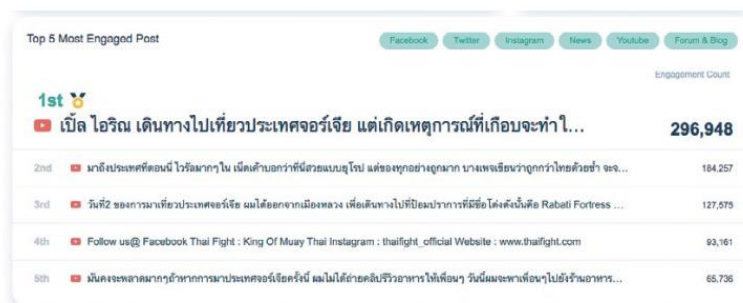 Top 5 Most Engaged Post
Facebook Twitter Instagram News Youtube Forum & Blog
Engagement Count
1st
เปิ้ล ไอริณ เดินทางไปเที่ยวประเทศจอร์เจีย แต่เกิดเหตุการณ์ที่เกือบจะทำใ... 296,948
2nd มาถึงประเทศที่ตอนนี้ ไวรัลมากๆใน เน็ตเค้าบอกว่าที่นี่สวยแบบยุโรป แต่ของทุกอย่างถูกมาก บางเพจเขียนว่าถูกกว่าไทยด้วยซ้ำ จะจ... 184,257
3rd วันที่2 ของการมาเที่ยวประเทศจอร์เจีย ผมได้ออกจากเมืองหลวง เพื่อเดินทางไปที่ป้อมปราการที่มีชื่อโด่งดังนั้นคือ Rabati Fortress ... 127,575
4th Follow us@ Facebook Thai Fight : King Of Muay Thai Instagram : thaifight_official Website : www.thaifight.com 93,161
5th มันคงจะพลาดมากๆถ้าหากการมาประเทศจอร์เจียครั้งนี้ ผมไม่ได้ถ่ายคลิปรีวิวอาหารให้เพื่อนๆ วันนี้ผมจะพาเพื่อนๆไปยังร้านอาหาร... 65,736